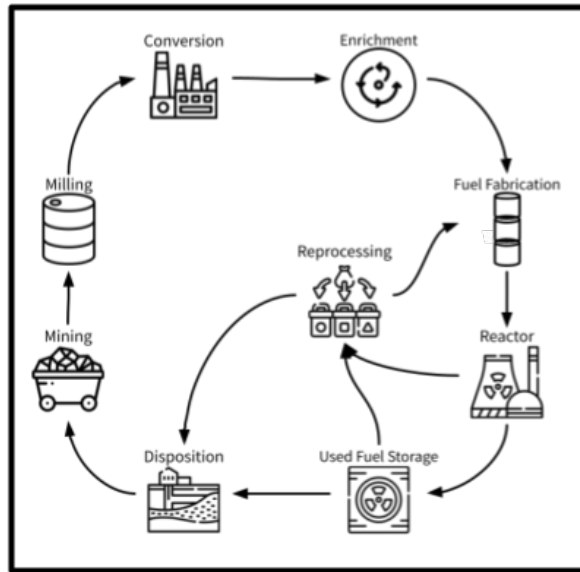 Conversion
Enrichment
Milling
Fuel Fabrication
Reprocessing
Mining
Reactor
Disposition
Used Fuel Storage